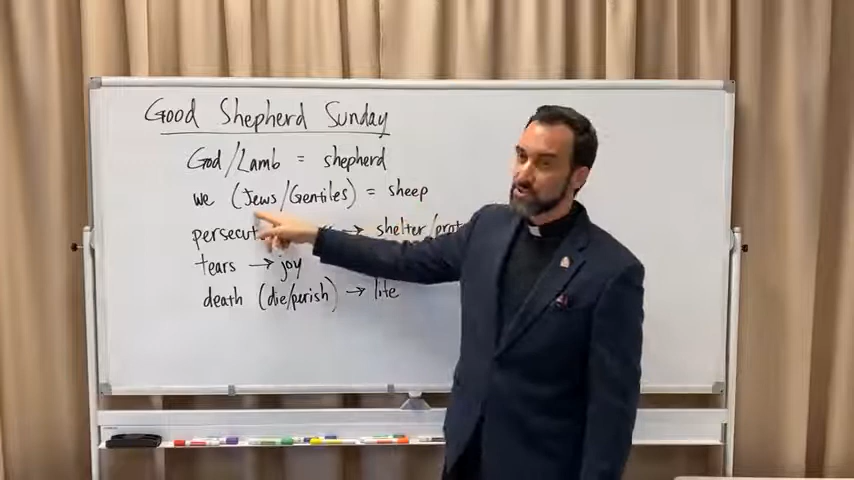 Good Shepherd Sunday
God/Lamb = shepherd
we (Jews/Gentiles) = sheep
persecut → shelter/prot
tears → joy
death (die/perish) → life